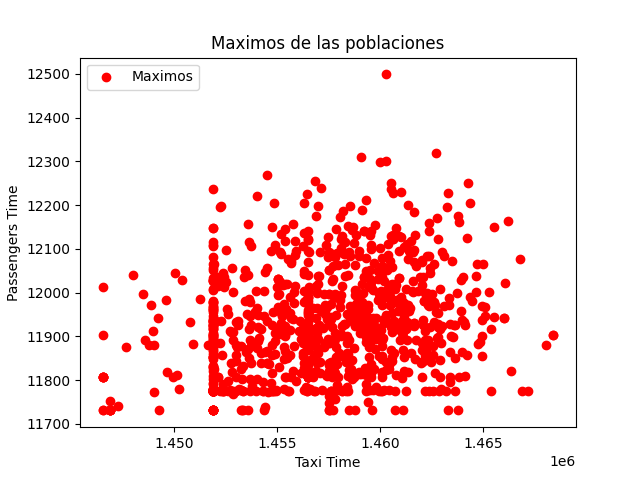 Maximos de las poblaciones
Maximos
12500
12400
12300
12200
12100
12000
11900
11800
11700
Passengers Time
1.450 1.455 1.460 1.465
1e6
Taxi Time